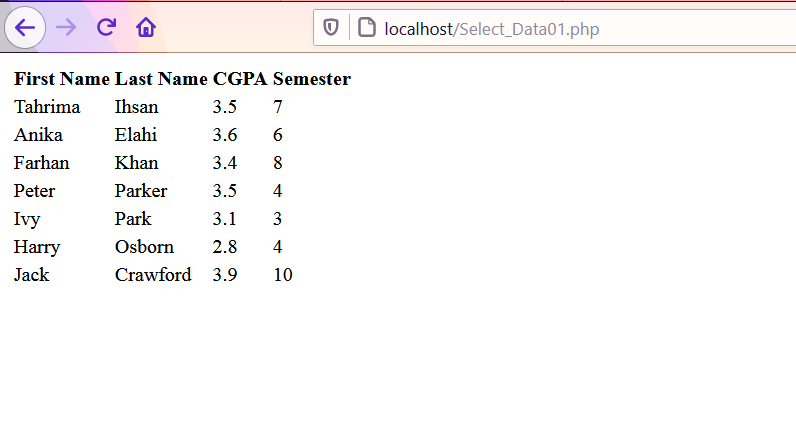 localhost/Select_Data01.php
First Name Last Name CGPA Semester
Tahrima Ihsan 3.5 7
Anika Elahi 3.6 6
Farhan Khan 3.4 8
Peter Parker 3.5 4
Ivy Park 3.1 3
Harry Osborn 2.8 4
Jack Crawford 3.9 10